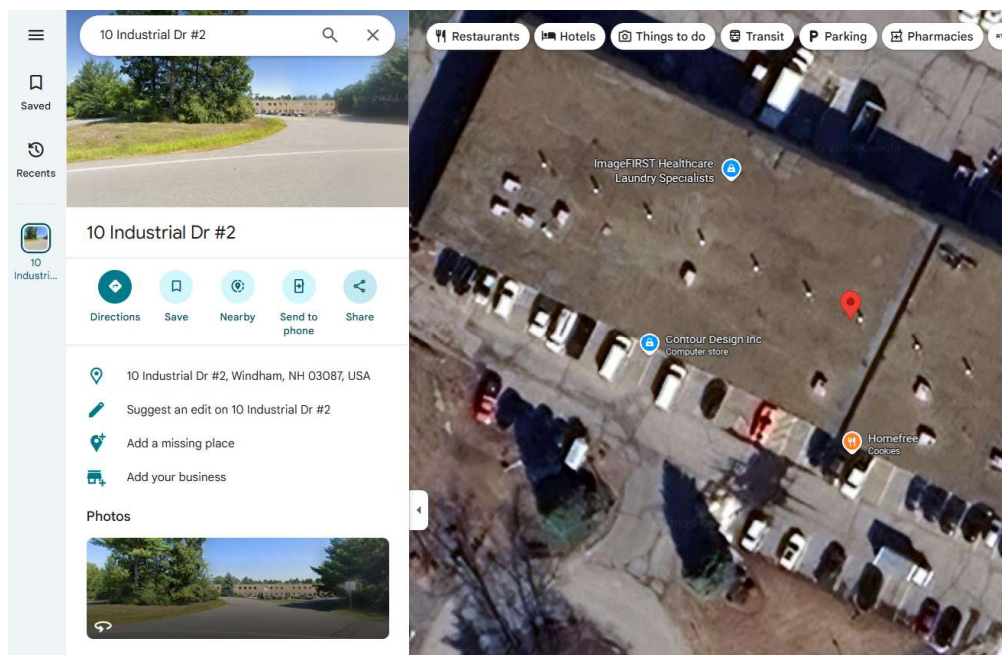 10 Industrial Dr #2
Restaurants
Hotels
Things to do
Transit
Parking
Pharmacies
Saved
Recents
10
Industri...
10 Industrial Dr #2
Directions
Save
Nearby
Send to
phone
Share
10 Industrial Dr #2, Windham, NH 03087, USA
Suggest an edit on 10 Industrial Dr #2
Add a missing place
Add your business
Photos
ImageFIRST Healthcare
Laundry Specialists
Contour Design Inc
Computer store
Homefree
Cookies